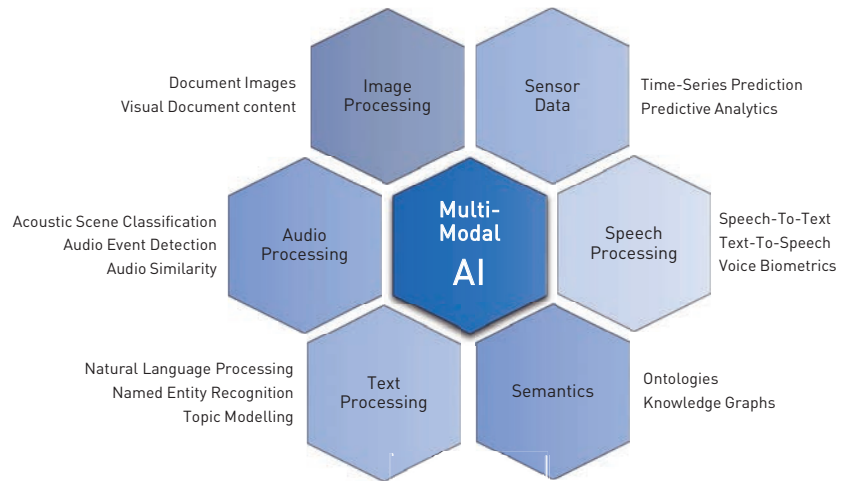 Document Images
Visual Document content
Image
Processing
Sensor
Data
Time-Series Prediction
Predictive Analytics
Acoustic Scene Classification
Audio Event Detection
Audio Similarity
Audio
Processing
Multi-
Modal
AI
Speech
Processing
Speech-To-Text
Text-To-Speech
Voice Biometrics
Natural Language Processing
Named Entity Recognition
Topic Modelling
Text
Processing
Semantics
Ontologies
Knowledge Graphs